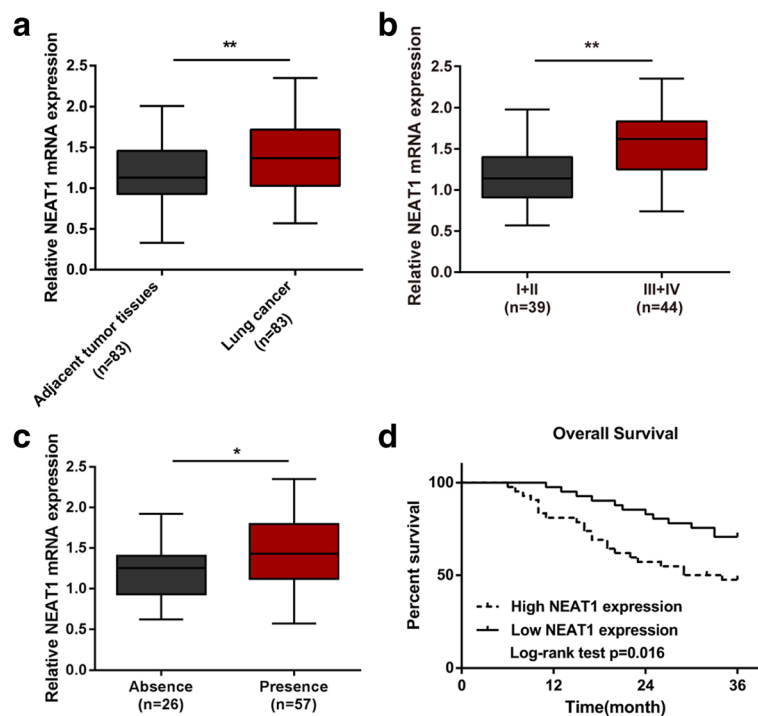 a
**
Relative NEAT1 mRNA expression
2.5
2.0
1.5
1.0
0.5
0.0
Adjacent tumor tissues
(n=83)
Lung cancer
(n=83)
b
**
Relative NEAT1 mRNA expression
2.5
2.0
1.5
1.0
0.5
0.0
I+II
(n=39)
III+IV
(n=44)
c
*
Relative NEAT1 mRNA expression
2.5
2.0
1.5
1.0
0.5
0.0
Absence
(n=26)
Presence
(n=57)
d
Overall Survival
Percent survival
100
50
0
High NEAT1 expression
Low NEAT1 expression
Log-rank test p=0.016
0
12
24
36
Time(month)